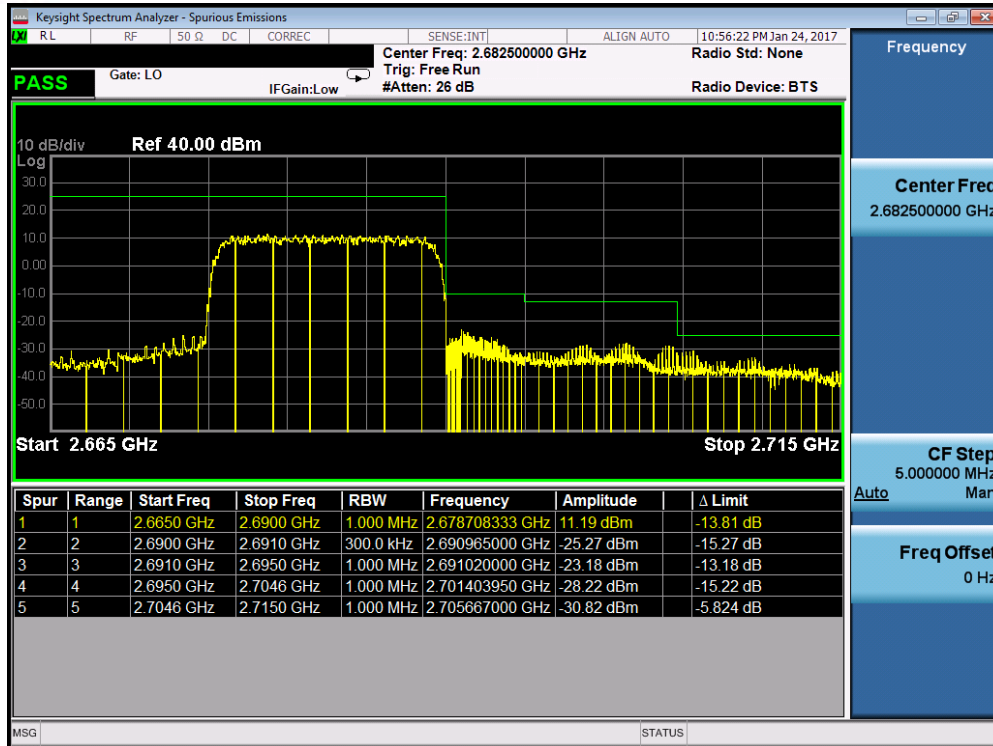 Keysight Spectrum Analyzer - Spurious Emissions
LXI RL RF 50 Ω DC CORREC SENSE:INT ALIGN AUTO 10:56:22 PM Jan 24, 2017
Center Freq: 2.682500000 GHz Radio Std: None
Trig: Free Run
PASS Gate: LO IFGain:Low #Atten: 26 dB Radio Device: BTS
10 dB/div Ref 40.00 dBm
Log
30.0
20.0
10.0
0.00
-10.0
-20.0
-30.0
-40.0
-50.0
Start 2.665 GHz Stop 2.715 GHz
Spur Range Start Freq Stop Freq RBW Frequency Amplitude Δ Limit
1 1 2.6650 GHz 2.6900 GHz 1.000 MHz 2.678708333 GHz 11.19 dBm -13.81 dB
2 2 2.6900 GHz 2.6910 GHz 300.0 kHz 2.690965000 GHz -25.27 dBm -15.27 dB
3 3 2.6910 GHz 2.6950 GHz 1.000 MHz 2.691020000 GHz -23.18 dBm -13.18 dB
4 4 2.6950 GHz 2.7046 GHz 1.000 MHz 2.701403950 GHz -28.22 dBm -15.22 dB
5 5 2.7046 GHz 2.7150 GHz 1.000 MHz 2.705667000 GHz -30.82 dBm -5.824 dB
MSG STATUS
Frequency
Center Freq
2.682500000 GHz
CF Step
5.000000 MHz
Auto Man
Freq Offset
0 Hz